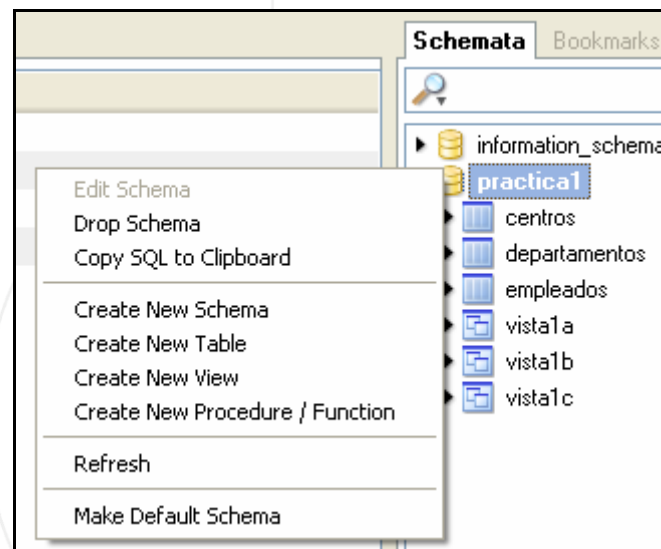 Schemata Bookmarks
information_schema
practica1
centros
departamentos
empleados
vista1a
vista1b
vista1c
Edit Schema
Drop Schema
Copy SQL to Clipboard
Create New Schema
Create New Table
Create New View
Create New Procedure / Function
Refresh
Make Default Schema